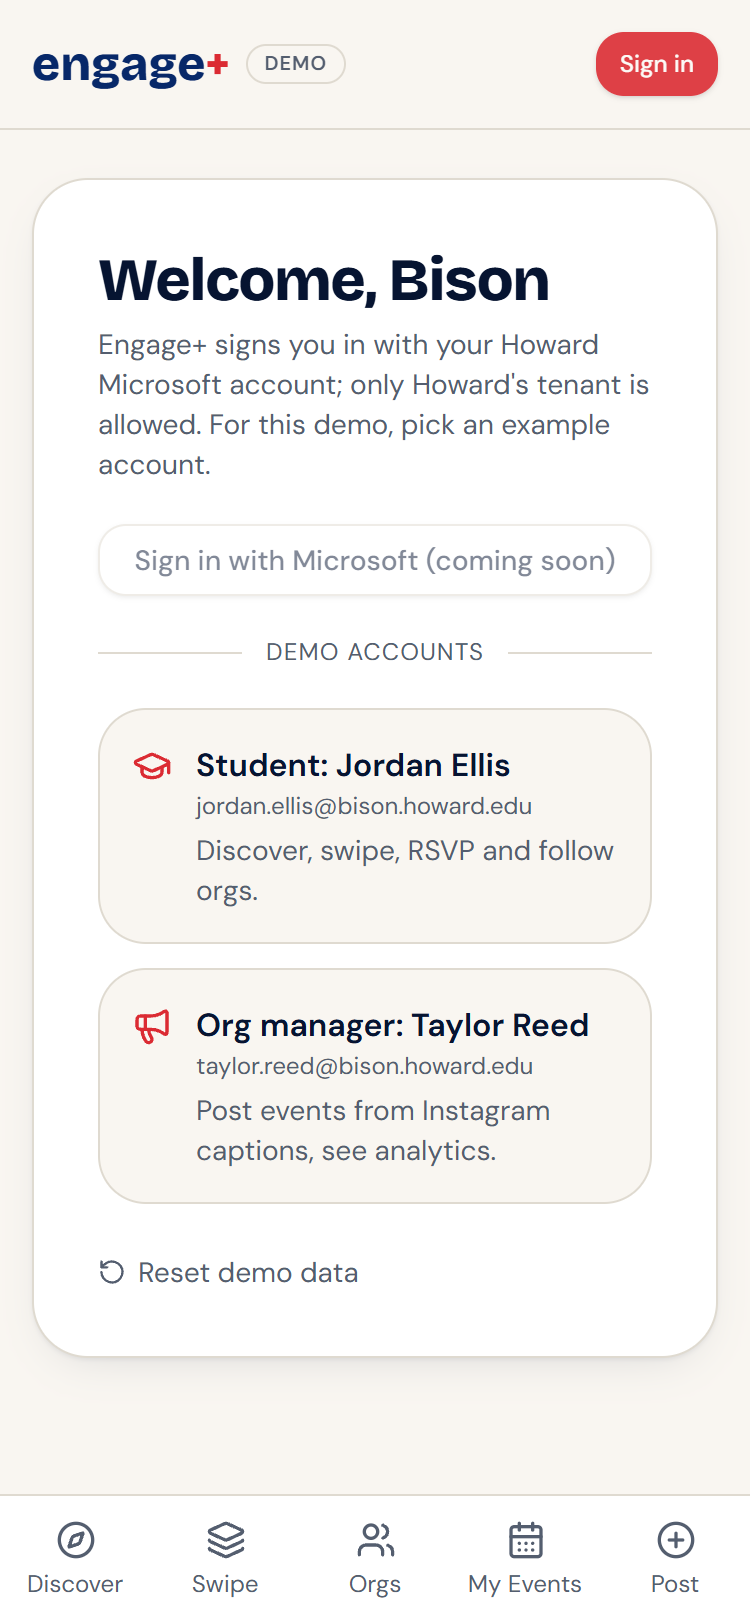 engage+ DEMO Sign in
Welcome, Bison
Engage+ signs you in with your Howard
Microsoft account; only Howard's tenant is
allowed. For this demo, pick an example
account.
Sign in with Microsoft (coming soon)
DEMO ACCOUNTS
Student: Jordan Ellis
jordan.ellis@bison.howard.edu
Discover, swipe, RSVP and follow
orgs.
Org manager: Taylor Reed
taylor.reed@bison.howard.edu
Post events from Instagram
captions, see analytics.
Reset demo data
Discover Swipe Orgs My Events Post